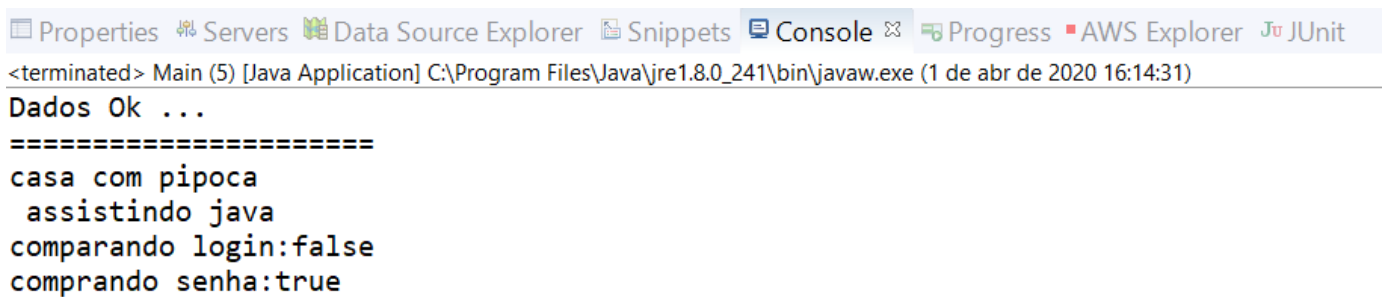 Properties Servers Data Source Explorer Snippets Console Progress AWS Explorer Ju JUnit
<terminated> Main (5) [Java Application] C:\Program Files\Java\jre1.8.0_241\bin\javaw.exe (1 de abr de 2020 16:14:31)
Dados Ok ...
======================
casa com pipoca
 assistindo java
comparando login:false
comprando senha:true